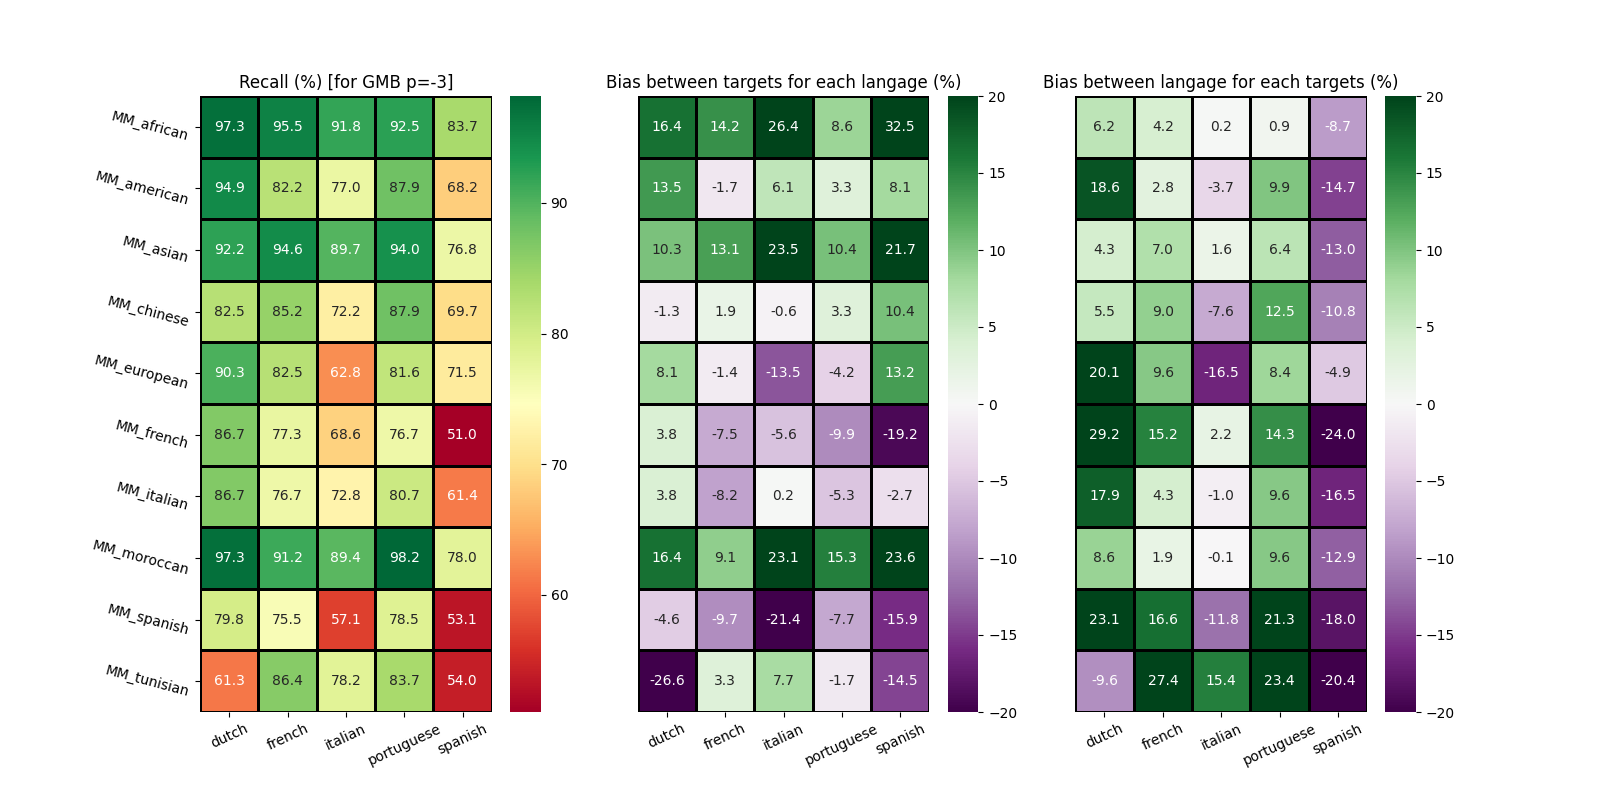 Recall (%) [for GMB p=-3]
Bias between targets for each langage (%)
Bias between langage for each targets (%)
MM_african 97.3 95.5 91.8 92.5 83.7
MM_american 94.9 82.2 77.0 87.9 68.2
MM_asian 92.2 94.6 89.7 94.0 76.8
MM_chinese 82.5 85.2 72.2 87.9 69.7
MM_european 90.3 82.5 62.8 81.6 71.5
MM_french 86.7 77.3 68.6 76.7 51.0
MM_italian 86.7 76.7 72.8 80.7 61.4
MM_moroccan 97.3 91.2 89.4 98.2 78.0
MM_spanish 79.8 75.5 57.1 78.5 53.1
MM_tunisian 61.3 86.4 78.2 83.7 54.0
dutch french italian portuguese spanish
90
80
70
60
16.4 14.2 26.4 8.6 32.5
13.5 -1.7 6.1 3.3 8.1
10.3 13.1 23.5 10.4 21.7
-1.3 1.9 -0.6 3.3 10.4
8.1 -1.4 -13.5 -4.2 13.2
3.8 -7.5 -5.6 -9.9 -19.2
3.8 -8.2 0.2 -5.3 -2.7
16.4 9.1 23.1 15.3 23.6
-4.6 -9.7 -21.4 -7.7 -15.9
-26.6 3.3 7.7 -1.7 -14.5
dutch french italian portuguese spanish
20
15
10
5
0
−5
−10
−15
−20
6.2 4.2 0.2 0.9 -8.7
18.6 2.8 -3.7 9.9 -14.7
4.3 7.0 1.6 6.4 -13.0
5.5 9.0 -7.6 12.5 -10.8
20.1 9.6 -16.5 8.4 -4.9
29.2 15.2 2.2 14.3 -24.0
17.9 4.3 -1.0 9.6 -16.5
8.6 1.9 -0.1 9.6 -12.9
23.1 16.6 -11.8 21.3 -18.0
-9.6 27.4 15.4 23.4 -20.4
dutch french italian portuguese spanish
20
15
10
5
0
−5
−10
−15
−20